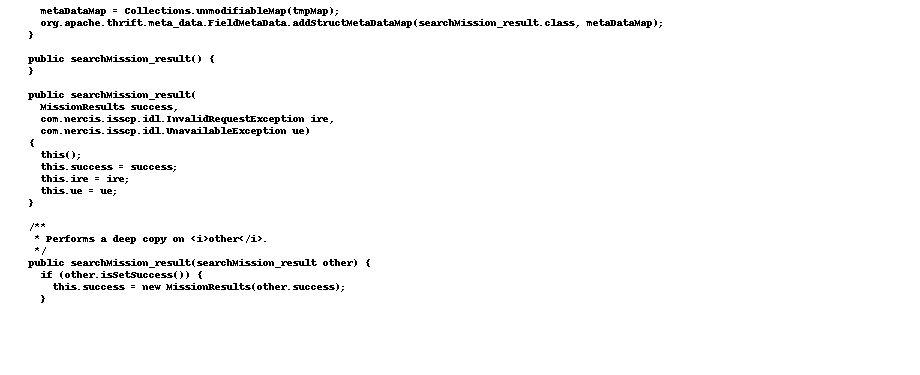 metaDataMap = Collections.unmodifiableMap(tmpMap);
org.apache.thrift.meta_data.FieldMetaData.addStructMetaDataMap(searchMission_result.class, metaDataMap);
}
public searchMission_result() {
}
public searchMission_result(
MissionResults success,
com.nercis.isscp.idl.InvalidRequestException ire,
com.nercis.isscp.idl.UnavailableException ue)
{
this();
this.success = success;
this.ire = ire;
this.ue = ue;
}
/**
* Performs a deep copy on <i>other</i>.
*/
public searchMission_result(searchMission_result other) {
if (other.isSetSuccess()) {
this.success = new MissionResults(other.success);
}